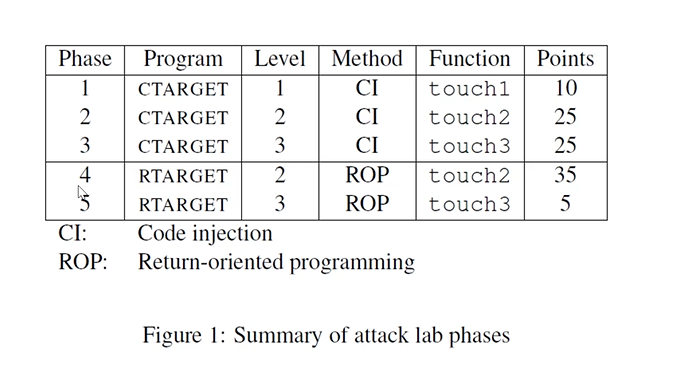 Phase Program Level Method Function Points
1 CTARGET 1 CI touch1 10
2 CTARGET 2 CI touch2 25
3 CTARGET 3 CI touch3 25
4 RTARGET 2 ROP touch2 35
5 RTARGET 3 ROP touch3 5
CI: Code injection
ROP: Return-oriented programming
Figure 1: Summary of attack lab phases